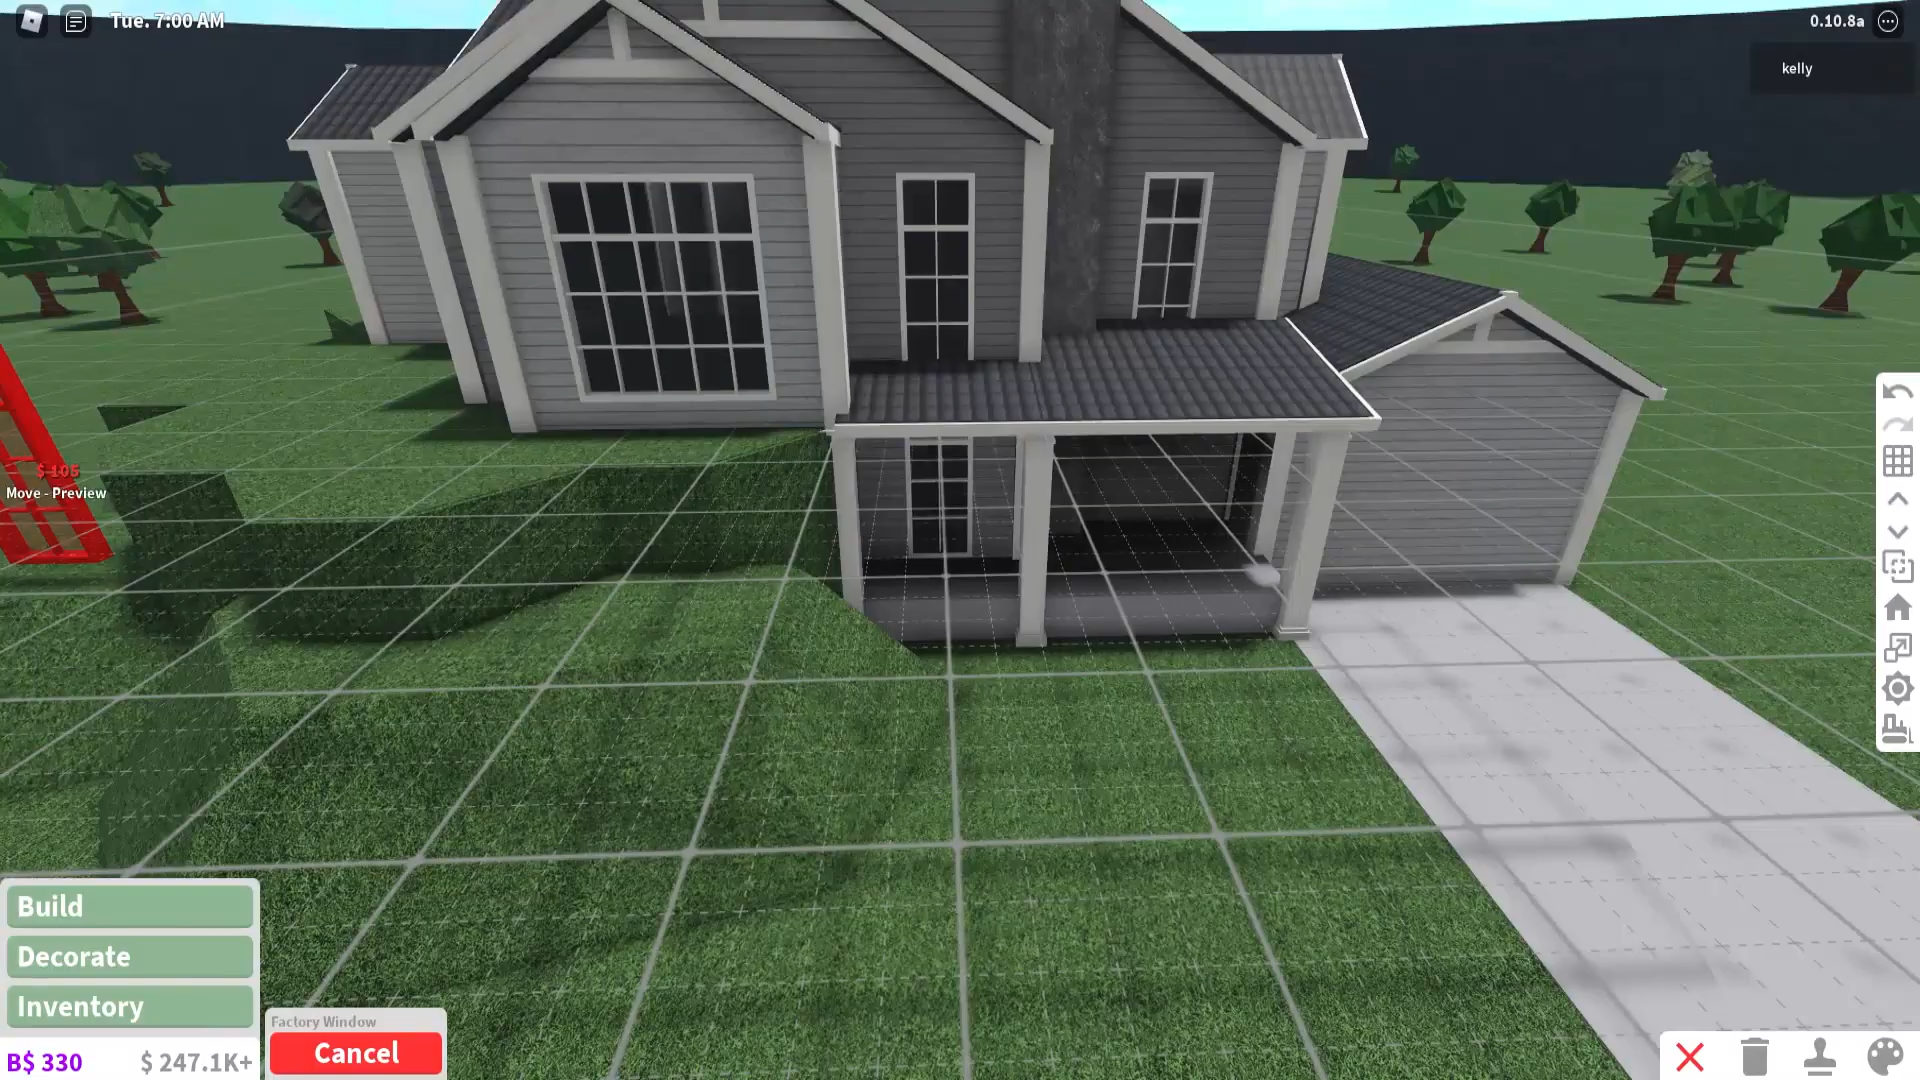 Tue. 7:00 AM
0.10.8a
kelly
$ 105
Move - Preview
Build
Decorate
Inventory
Factory Window
Cancel
B$ 330
$ 247.1K+